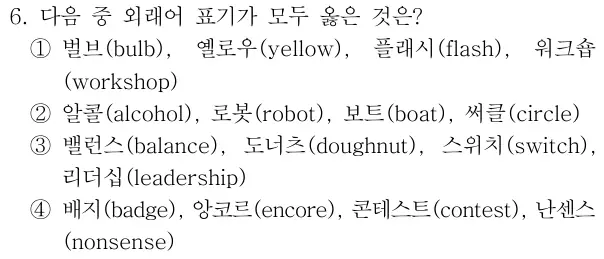 6. 다음 중 외래어 표기가 모두 옳은 것은?
① 벌브(bulb), 옐로우(yellow), 플래시(flash), 워크숍
(workshop)
② 알콜(alcohol), 로봇(robot), 보트(boat), 써클(circle)
③ 밸런스(balance), 도너츠(doughnut), 스위치(switch),
리더십(leadership)
④ 배지(badge), 앙코르(encore), 콘테스트(contest), 난센스
(nonsense)